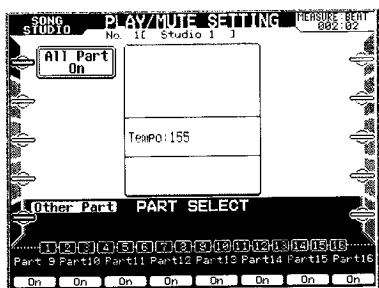 SONG STUDIO
PLAY/MUTE SETTING
MEASURE:BEAT
002:02
No. 1[ Studio 1 ]
All Part
On
Tempo:155
Other Part
PART SELECT
1 2 3 4 5 6 7 8 9 10 11 12 13 14 15 16
Part 9 Part10 Part11 Part12 Part13 Part14 Part15 Part16
On On On On On On On On